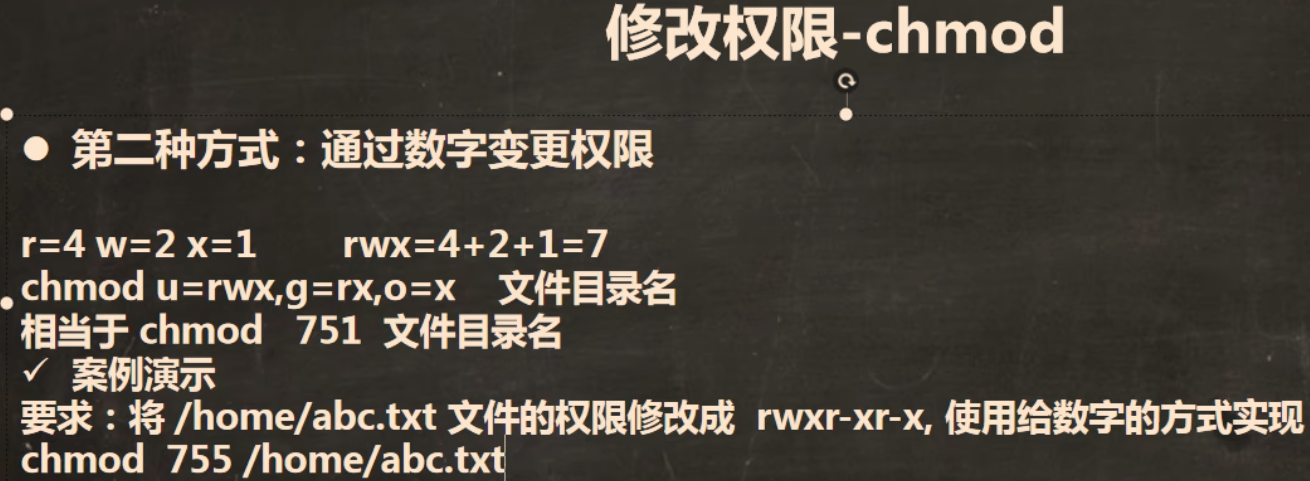 修改权限-chmod
● 第二种方式：通过数字变更权限
r=4 w=2 x=1 rwx=4+2+1=7
chmod u=rwx,g=rx,o=x 文件目录名
相当于 chmod 751 文件目录名
✓ 案例演示
要求：将 /home/abc.txt 文件的权限修改成 rwxr-xr-x, 使用给数字的方式实现
chmod 755 /home/abc.txt